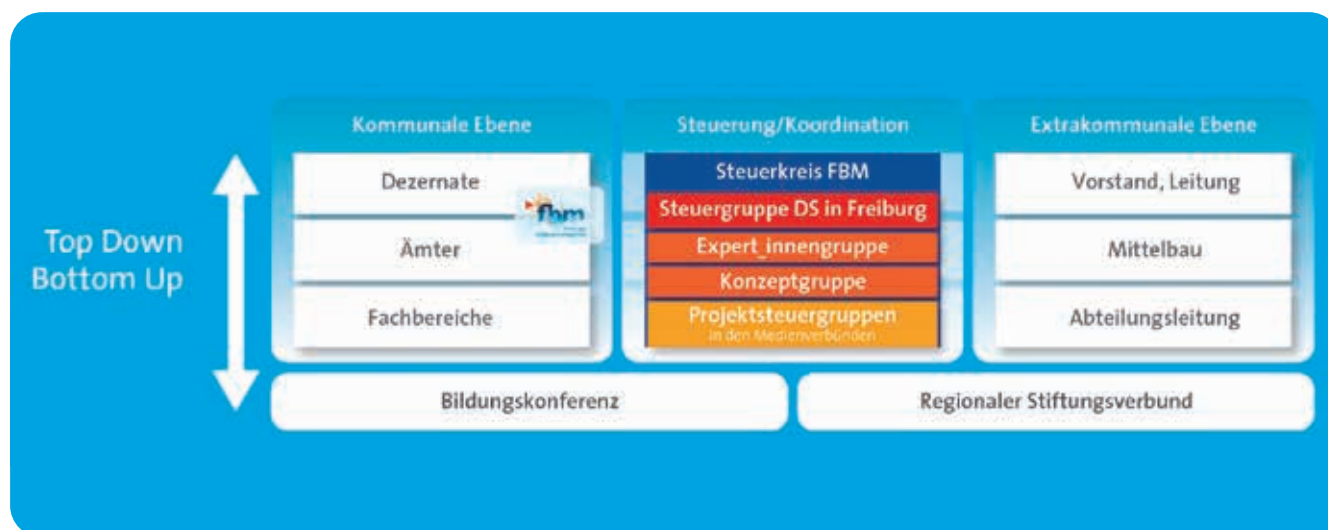 Top Down
Bottom Up
Kommunale Ebene
Dezernate
fbm
Ämter
Fachbereiche
Steuerung/Koordination
Steuerkreis FBM
Steuergruppe DS in Freiburg
Expert_innengruppe
Konzeptgruppe
Projektsteuergruppen
in den Medienverbünden
Extrakommunale Ebene
Vorstand, Leitung
Mittelbau
Abteilungsleitung
Bildungskonferenz
Regionaler Stiftungsverbund